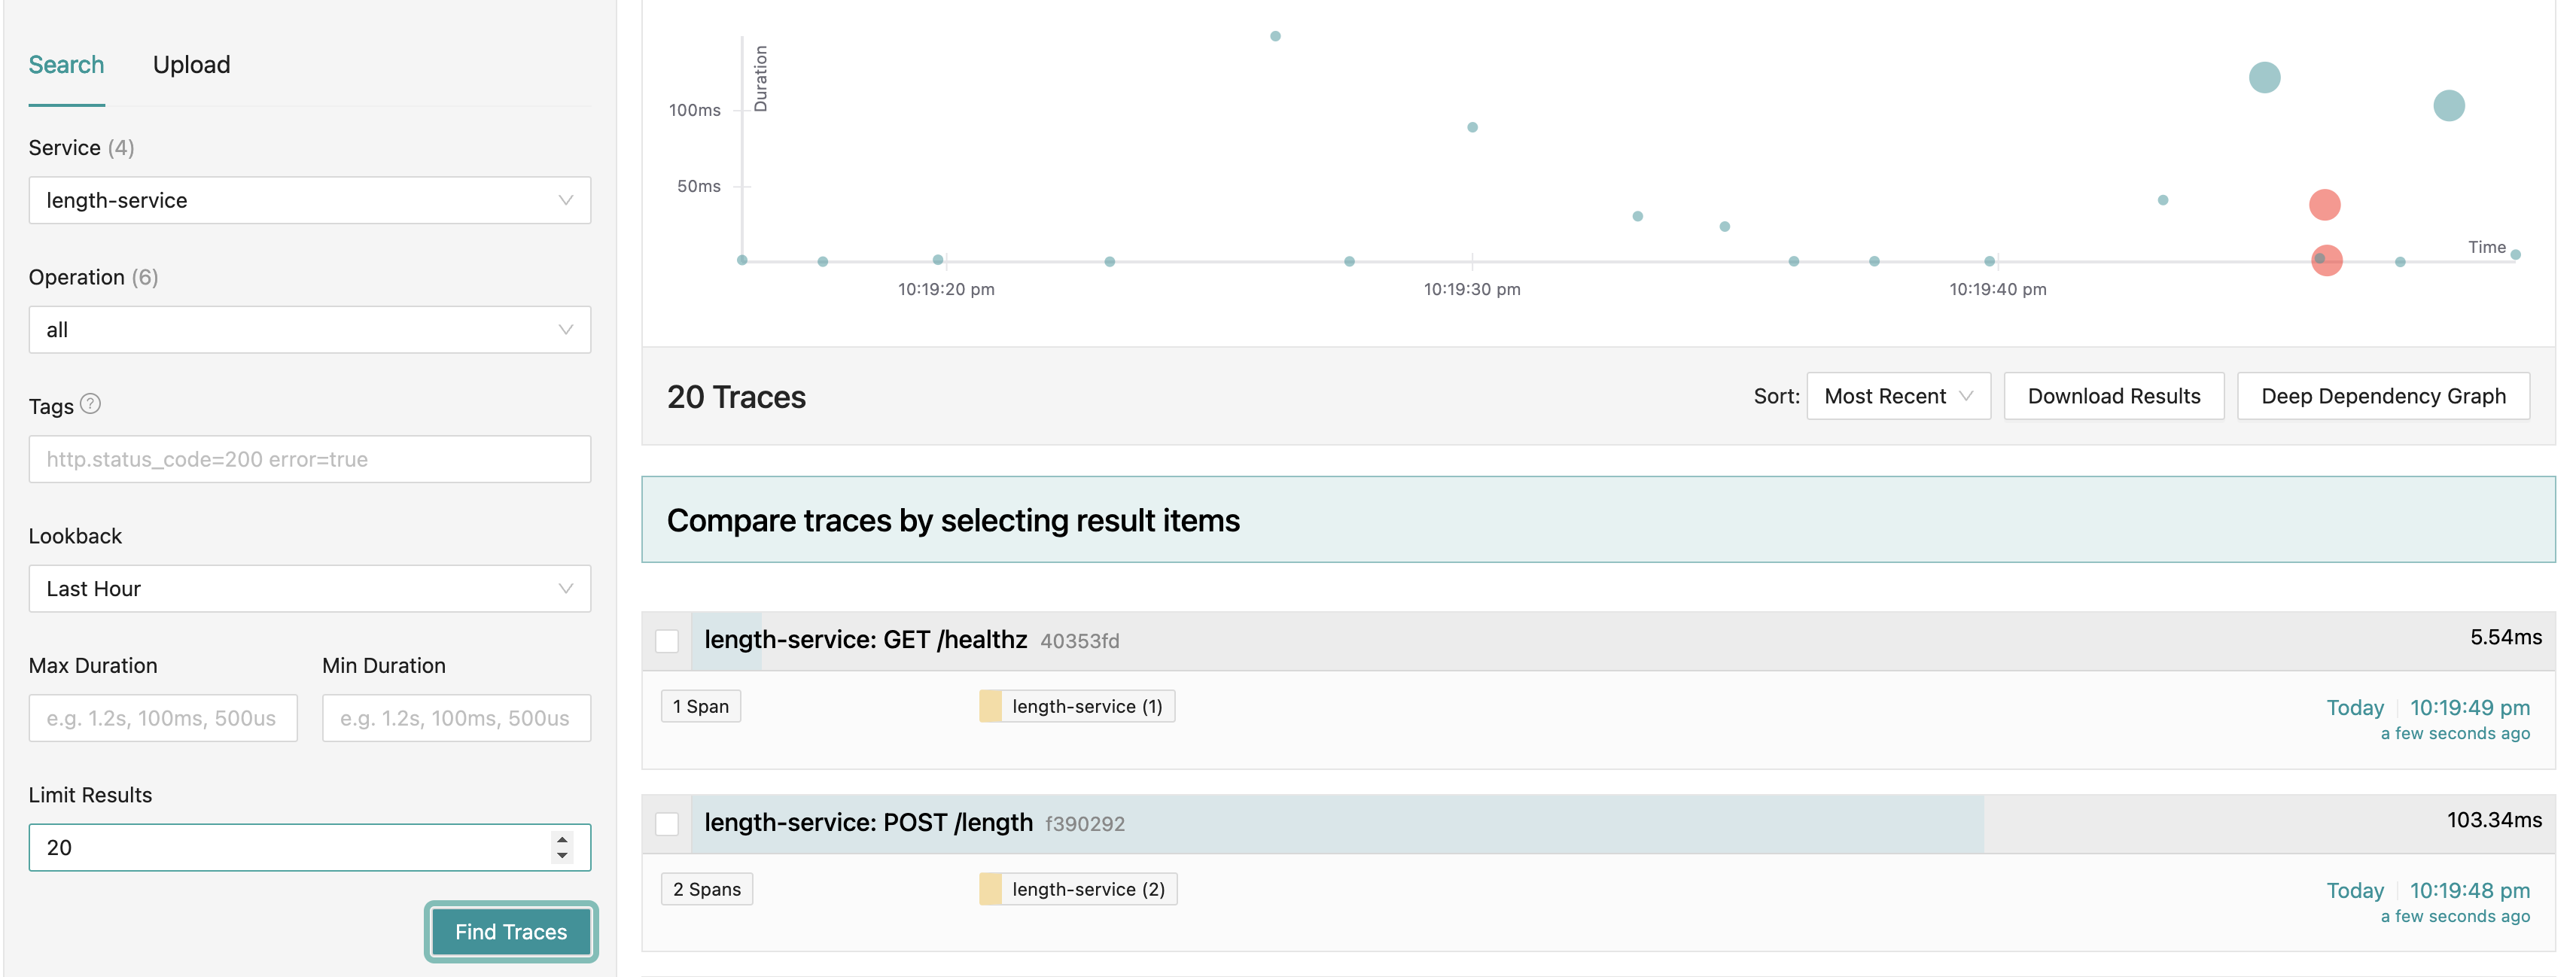 Search
Upload
Service (4)
length-service
Operation (6)
all
Tags ?
http.status_code=200 error=true
Lookback
Last Hour
Max Duration
Min Duration
e.g. 1.2s, 100ms, 500us
e.g. 1.2s, 100ms, 500us
Limit Results
20
Find Traces
Duration
100ms
50ms
Time
10:19:20 pm
10:19:30 pm
10:19:40 pm
20 Traces
Sort: Most Recent
Download Results
Deep Dependency Graph
Compare traces by selecting result items
length-service: GET /healthz 40353fd
5.54ms
1 Span
length-service (1)
Today 10:19:49 pm
a few seconds ago
length-service: POST /length f390292
103.34ms
2 Spans
length-service (2)
Today 10:19:48 pm
a few seconds ago